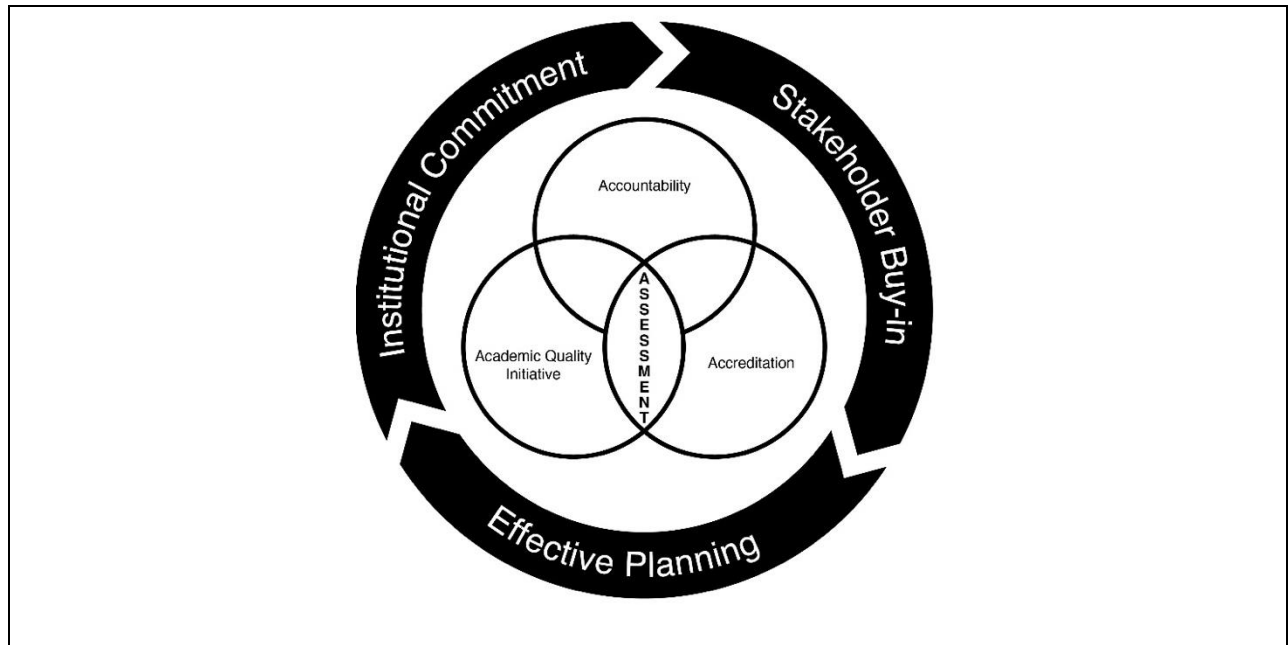 Institutional Commitment
Stakeholder Buy-in
Accountability
ASSESSMENT
Academic Quality
Initiative
Accreditation
Effective Planning